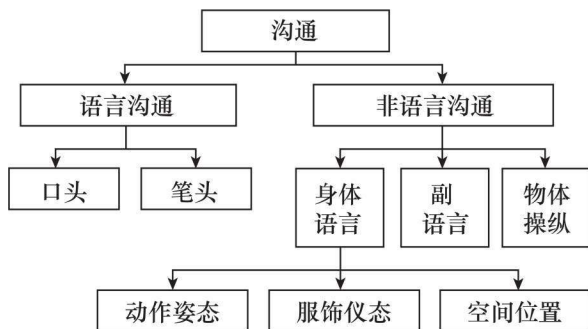 沟通
语言沟通
非语言沟通
口头
笔头
身体
语言
副
语言
物体
操纵
动作姿态
服饰仪态
空间位置